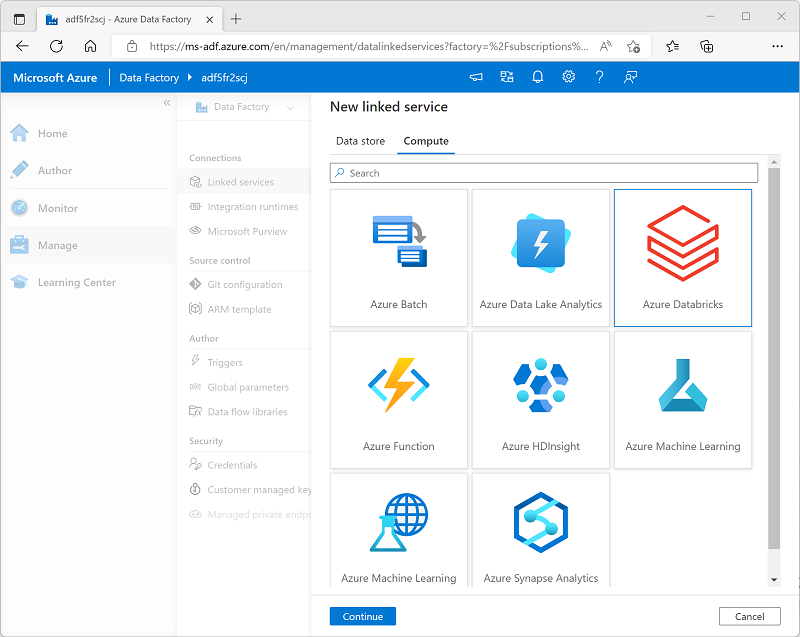 adf5fr2scj - Azure Data Factory
https://ms-adf.azure.com/en/management/datalinkedservices?factory=%2Fsubscriptions%...
Microsoft Azure
Data Factory
adf5fr2scj
Home
Author
Monitor
Manage
Learning Center
Data Factory
Connections
Linked services
Integration runtimes
Microsoft Purview
Source control
Git configuration
ARM template
Author
Triggers
Global parameters
Data flow libraries
Security
Credentials
Customer managed key
Managed private endpo
New linked service
Data store
Compute
Search
Azure Batch
Azure Data Lake Analytics
Azure Databricks
Azure Function
Azure HDInsight
Azure Machine Learning
Azure Machine Learning
Azure Synapse Analytics
Continue
Cancel